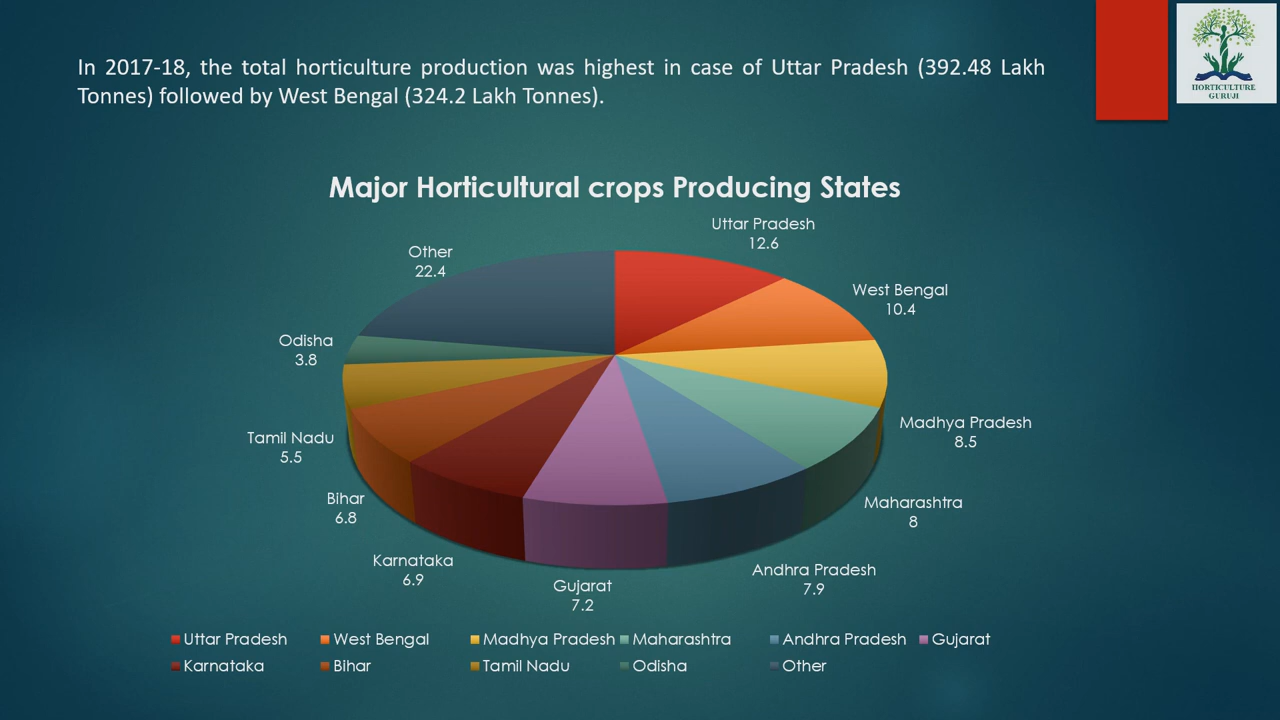 In 2017-18, the total horticulture production was highest in case of Uttar Pradesh (392.48 Lakh
Tonnes) followed by West Bengal (324.2 Lakh Tonnes).
HORTICULTURE
GURUJI
Major Horticultural crops Producing States
Uttar Pradesh
12.6
Other
22.4
West Bengal
10.4
Odisha
3.8
Madhya Pradesh
8.5
Tamil Nadu
5.5
Bihar
6.8
Maharashtra
8
Karnataka
6.9
Andhra Pradesh
7.9
Gujarat
7.2
Uttar Pradesh West Bengal Madhya Pradesh Maharashtra Andhra Pradesh Gujarat
Karnataka Bihar Tamil Nadu Odisha Other